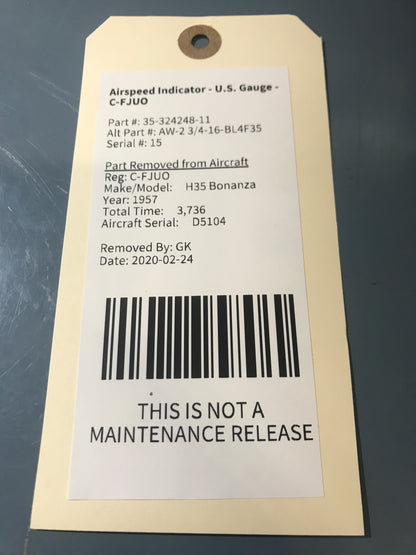 Airspeed Indicator - U.S. Gauge -
C-FJUO
Part #: 35-324248-11
Alt Part #: AW-2 3/4-16-BL4F35
Serial #: 15
Part Removed from Aircraft
Reg: C-FJUO
Make/Model: H35 Bonanza
Year: 1957
Total Time: 3,736
Aircraft Serial: D5104
Removed By: GK
Date: 2020-02-24
THIS IS NOT A
MAINTENANCE RELEASE